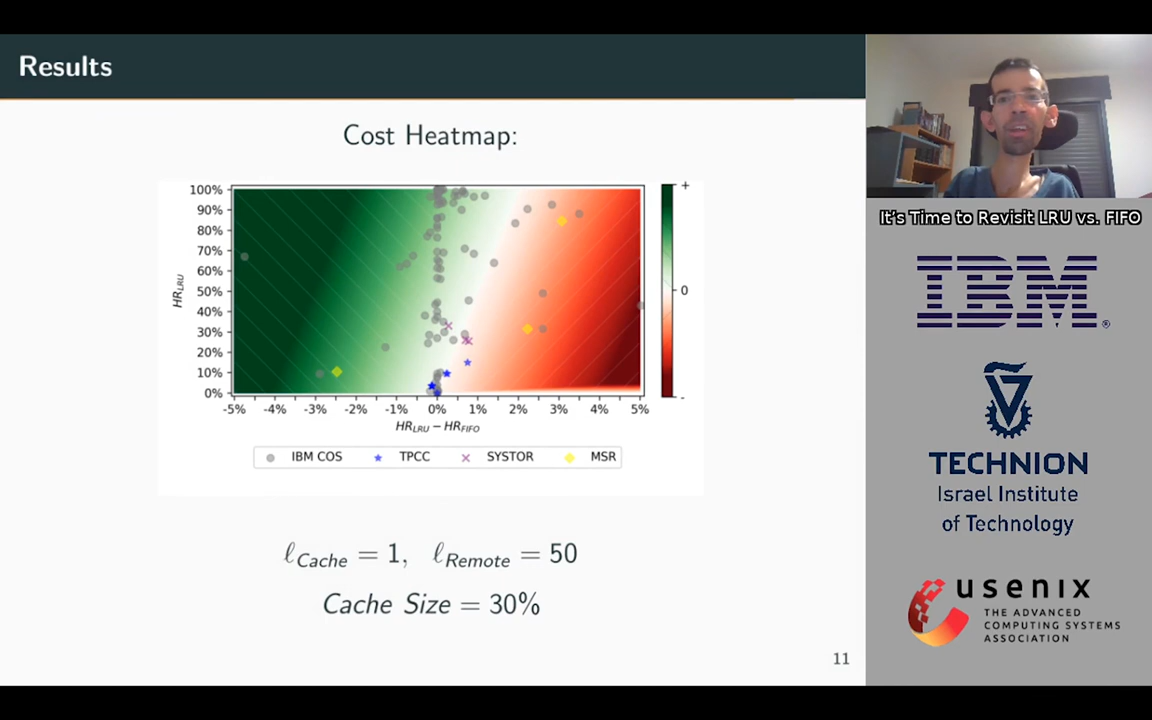 Results
Cost Heatmap:
100%
90%
80%
70%
60%
50%
40%
30%
20%
10%
0%
HR_LRU
-5% -4% -3% -2% -1% 0% 1% 2% 3% 4% 5%
HR_LRU − HR_FIFO
+
0
-
IBM COS TPCC SYSTOR MSR
ℓ_Cache = 1, ℓ_Remote = 50
Cache Size = 30%
11
It's Time to Revisit LRU vs. FIFO
IBM®
TECHNION
Israel Institute
of Technology
usenix
THE ADVANCED
COMPUTING SYSTEMS
ASSOCIATION